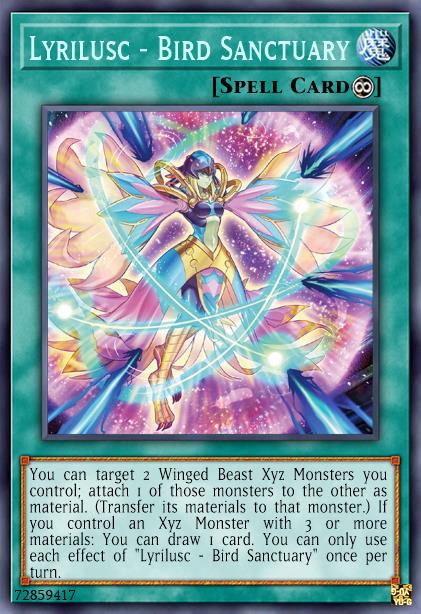 LYRILUSC - BIRD SANCTUARY
魔
[SPELL CARD]
You can target 2 Winged Beast Xyz Monsters you
control; attach 1 of those monsters to the other as
material. (Transfer its materials to that monster.) If
you control an Xyz Monster with 3 or more
materials: You can draw 1 card. You can only use
each effect of "Lyrilusc - Bird Sanctuary" once per
turn.
72859417